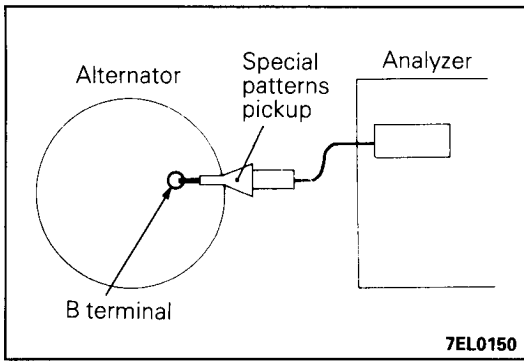 Alternator
Special
patterns
pickup
Analyzer
B terminal
7EL0150